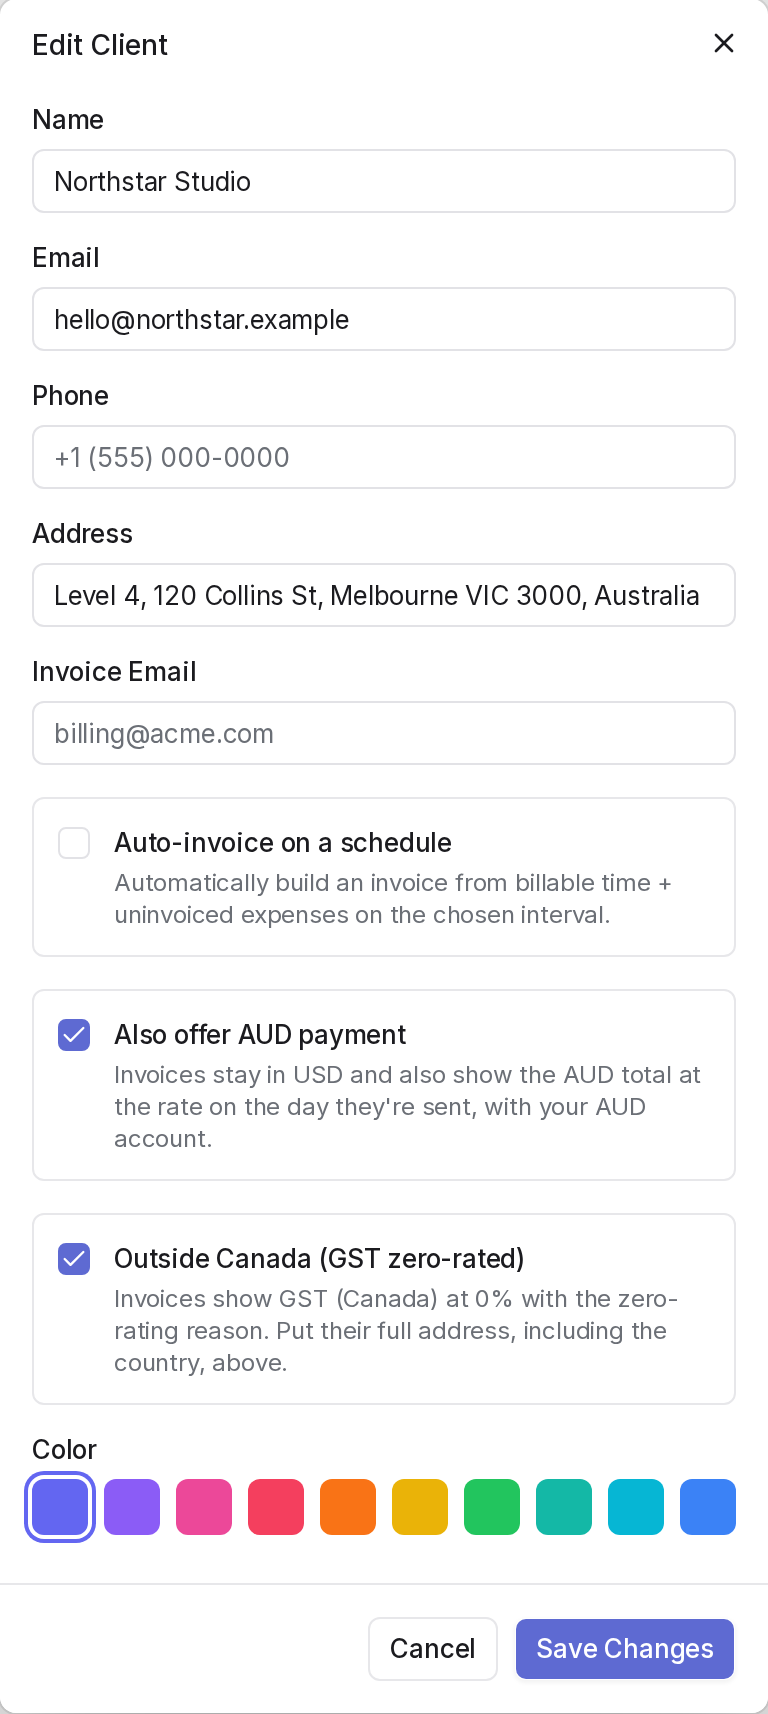 Edit Client
Name
Northstar Studio
Email
hello@northstar.example
Phone
+1 (555) 000-0000
Address
Level 4, 120 Collins St, Melbourne VIC 3000, Australia
Invoice Email
billing@acme.com
Auto-invoice on a schedule
Automatically build an invoice from billable time +
uninvoiced expenses on the chosen interval.
Also offer AUD payment
Invoices stay in USD and also show the AUD total at
the rate on the day they're sent, with your AUD
account.
Outside Canada (GST zero-rated)
Invoices show GST (Canada) at 0% with the zero-
rating reason. Put their full address, including the
country, above.
Color
Cancel
Save Changes